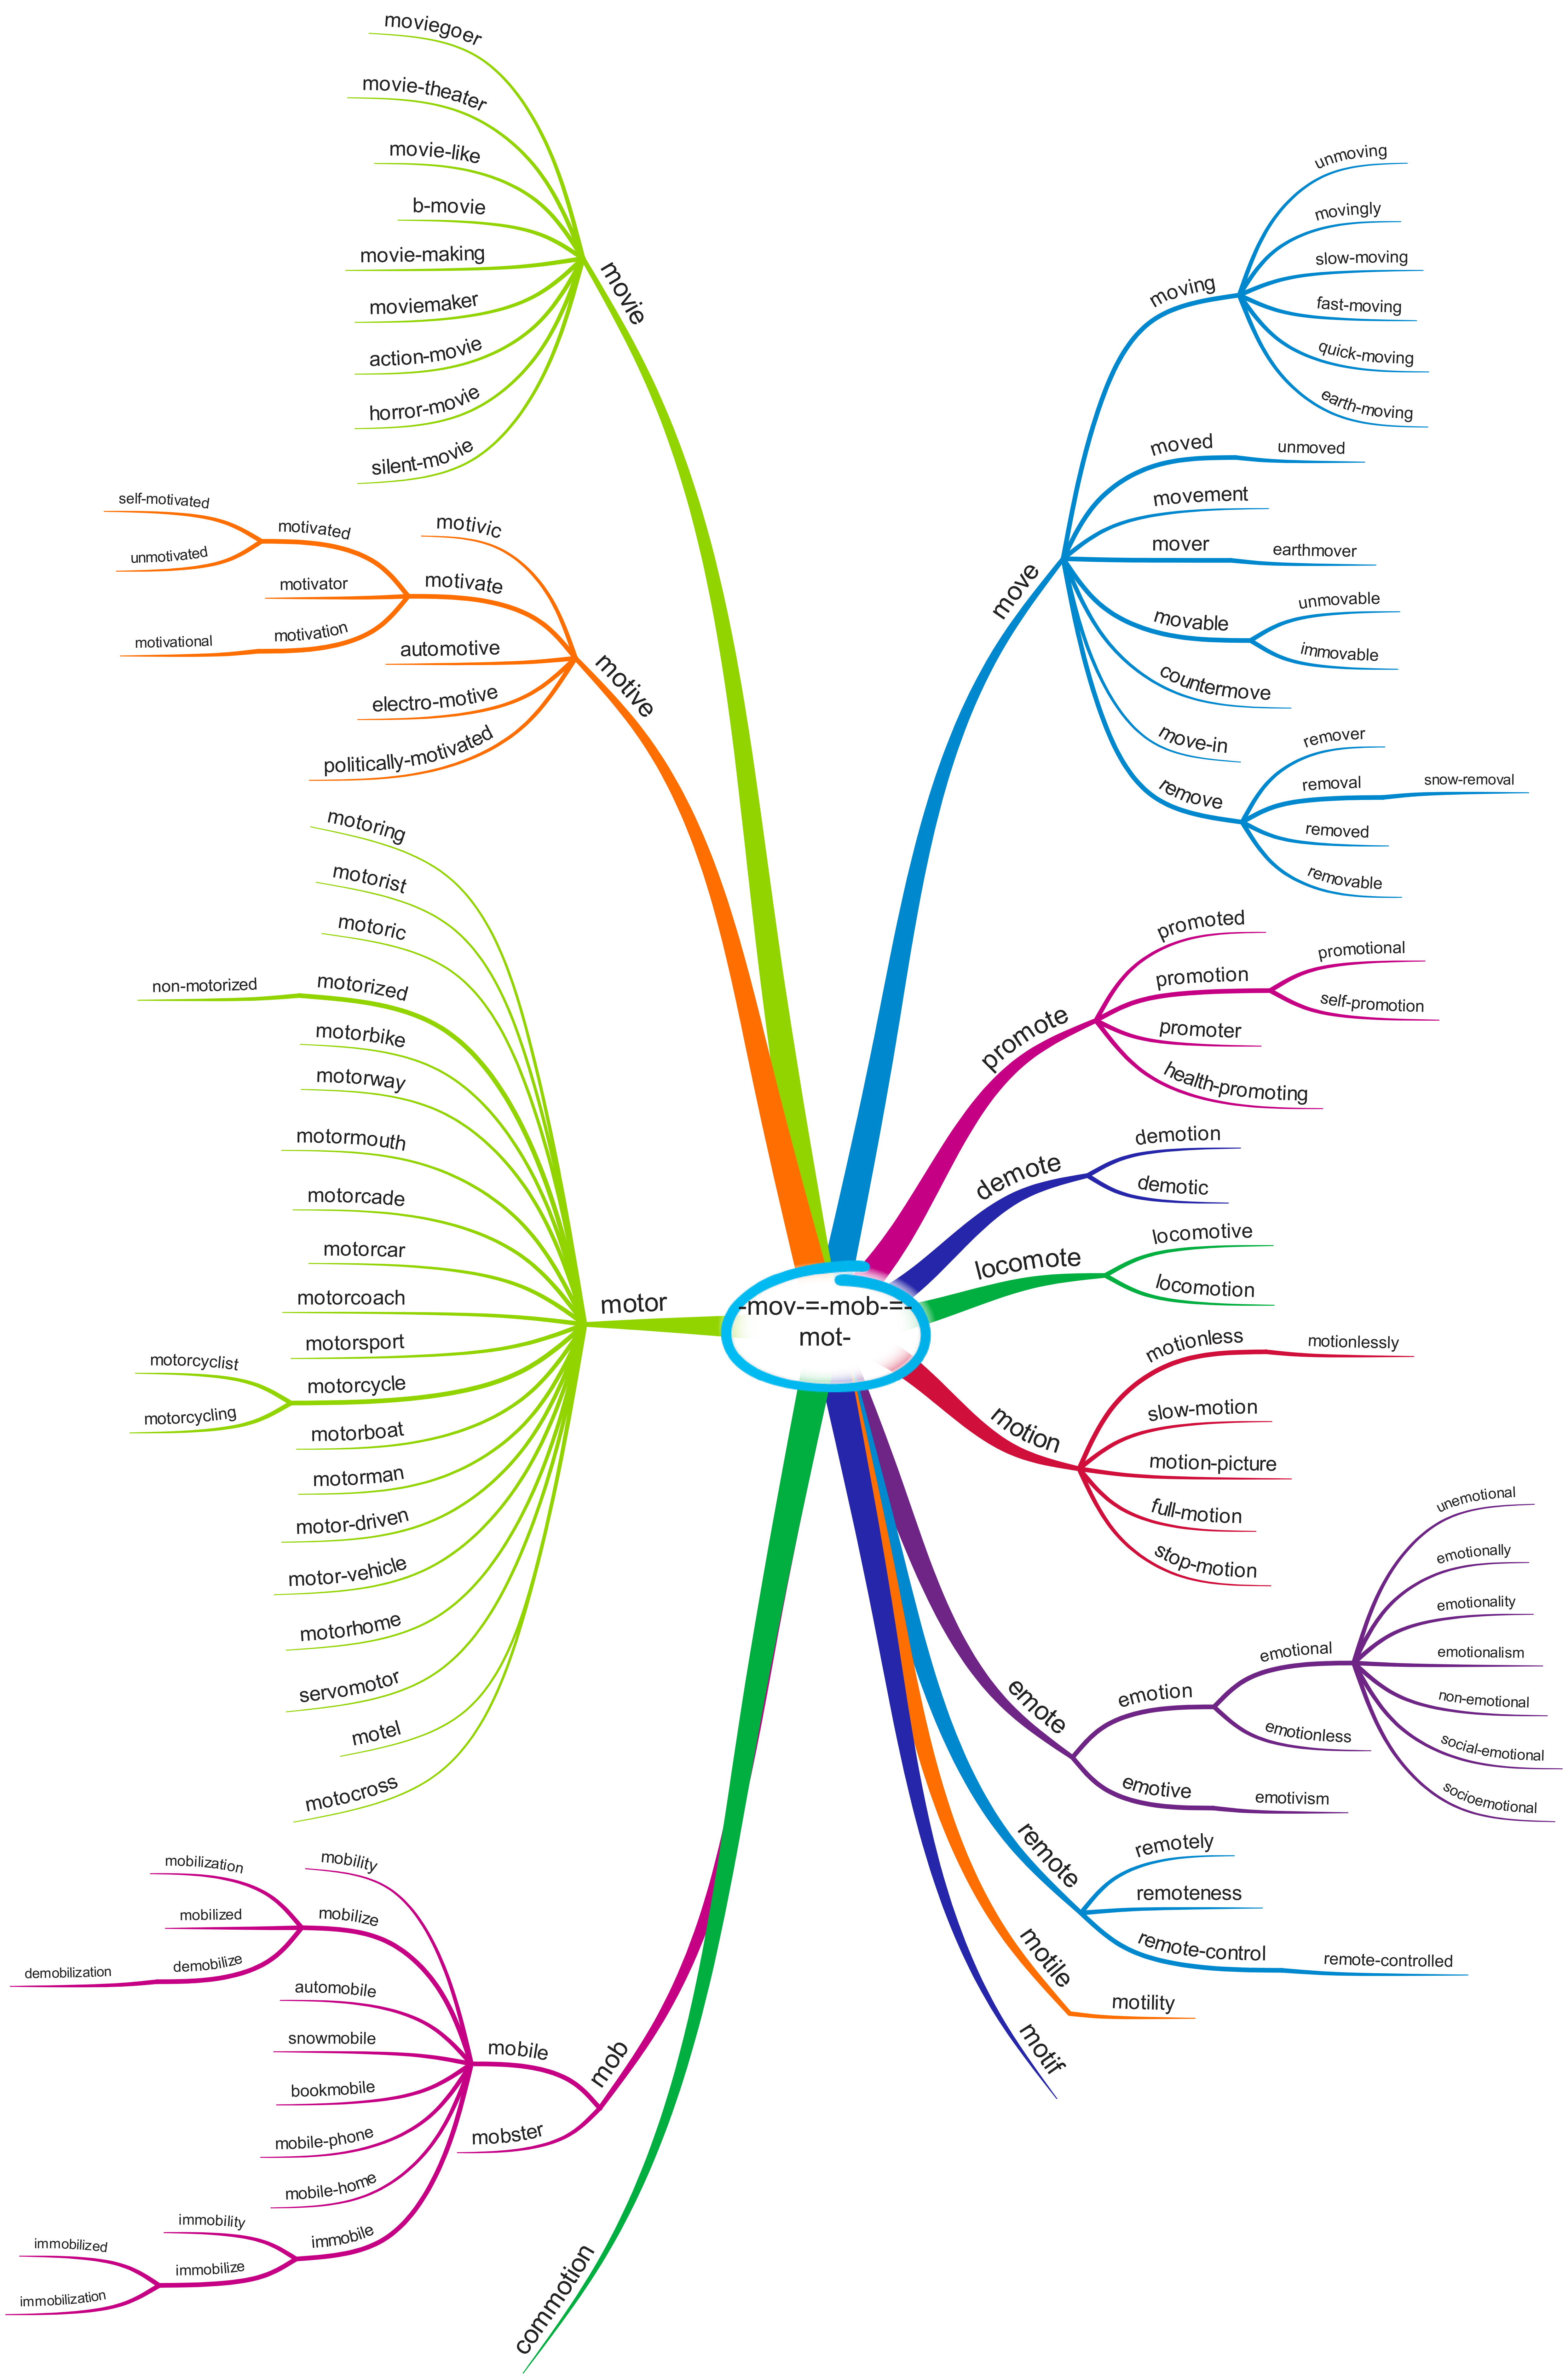 -mov-=-mob-=-
mot-
move
moving
unmoving
movingly
slow-moving
fast-moving
quick-moving
earth-moving
moved
unmoved
movement
mover
earthmover
movable
unmovable
immovable
countermove
move-in
remove
remover
removal
snow-removal
removed
removable
promote
promoted
promotion
promotional
self-promotion
promoter
health-promoting
demote
demotion
demotic
locomote
locomotive
locomotion
motion
motionless
motionlessly
slow-motion
motion-picture
full-motion
stop-motion
emote
emotion
emotional
unemotional
emotionally
emotionality
emotionalism
non-emotional
social-emotional
socioemotional
emotionless
emotive
emotivism
remote
remotely
remoteness
remote-control
remote-controlled
motile
motility
motif
commotion
mob
mobile
mobility
mobilize
mobilization
mobilized
demobilize
demobilization
automobile
snowmobile
bookmobile
mobile-phone
mobile-home
immobile
immobility
immobilize
immobilized
immobilization
mobster
motor
motoring
motorist
motoric
motorized
non-motorized
motorbike
motorway
motormouth
motorcade
motorcar
motorcoach
motorsport
motorcycle
motorcyclist
motorcycling
motorboat
motorman
motor-driven
motor-vehicle
motorhome
servomotor
motel
motocross
motive
motivic
motivate
motivated
self-motivated
unmotivated
motivator
motivation
motivational
automotive
electro-motive
politically-motivated
movie
moviegoer
movie-theater
movie-like
b-movie
movie-making
moviemaker
action-movie
horror-movie
silent-movie